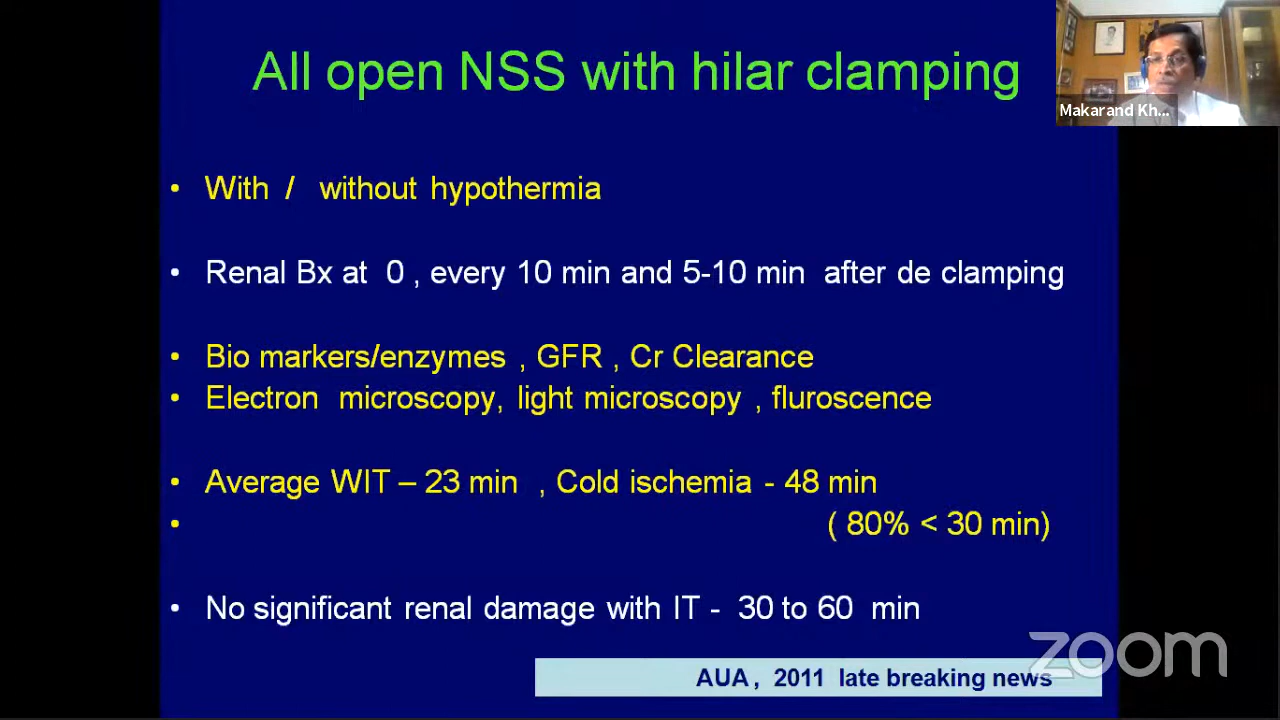 All open NSS with hilar clamping
Makarand Kh...
• With / without hypothermia
• Renal Bx at 0 , every 10 min and 5-10 min after de clamping
• Bio markers/enzymes , GFR , Cr Clearance
• Electron microscopy, light microscopy , fluroscence
• Average WIT – 23 min , Cold ischemia - 48 min
• ( 80% < 30 min)
• No significant renal damage with IT - 30 to 60 min
zoom
AUA , 2011 late breaking news